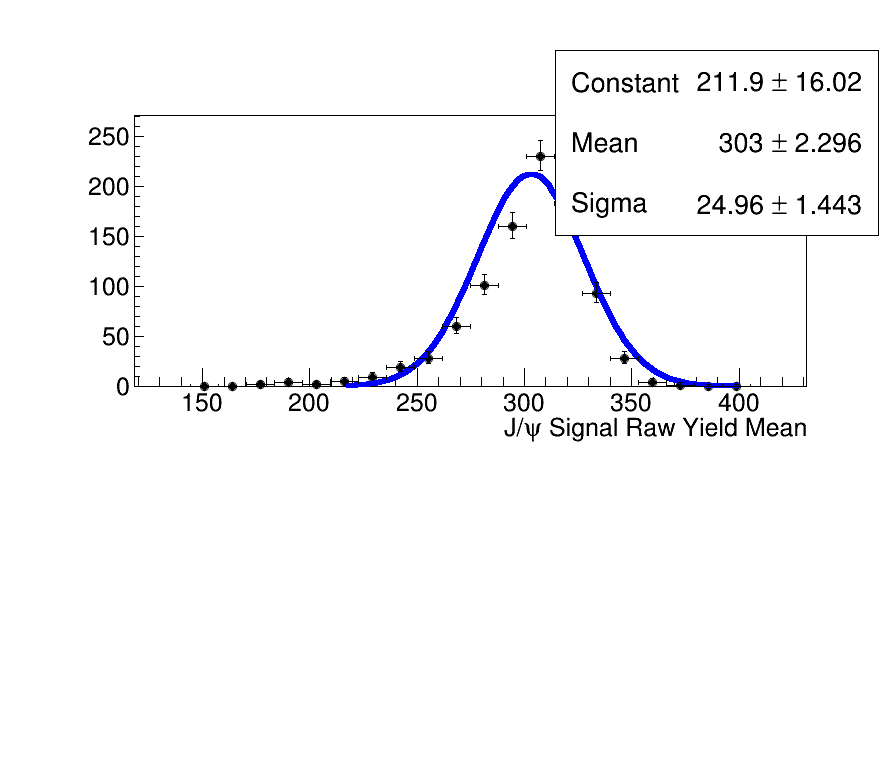 Constant 211.9 ± 16.02
Mean 303 ± 2.296
Sigma 24.96 ± 1.443
250
200
150
100
50
0
150 200 250 300 350 400
J/ψ Signal Raw Yield Mean